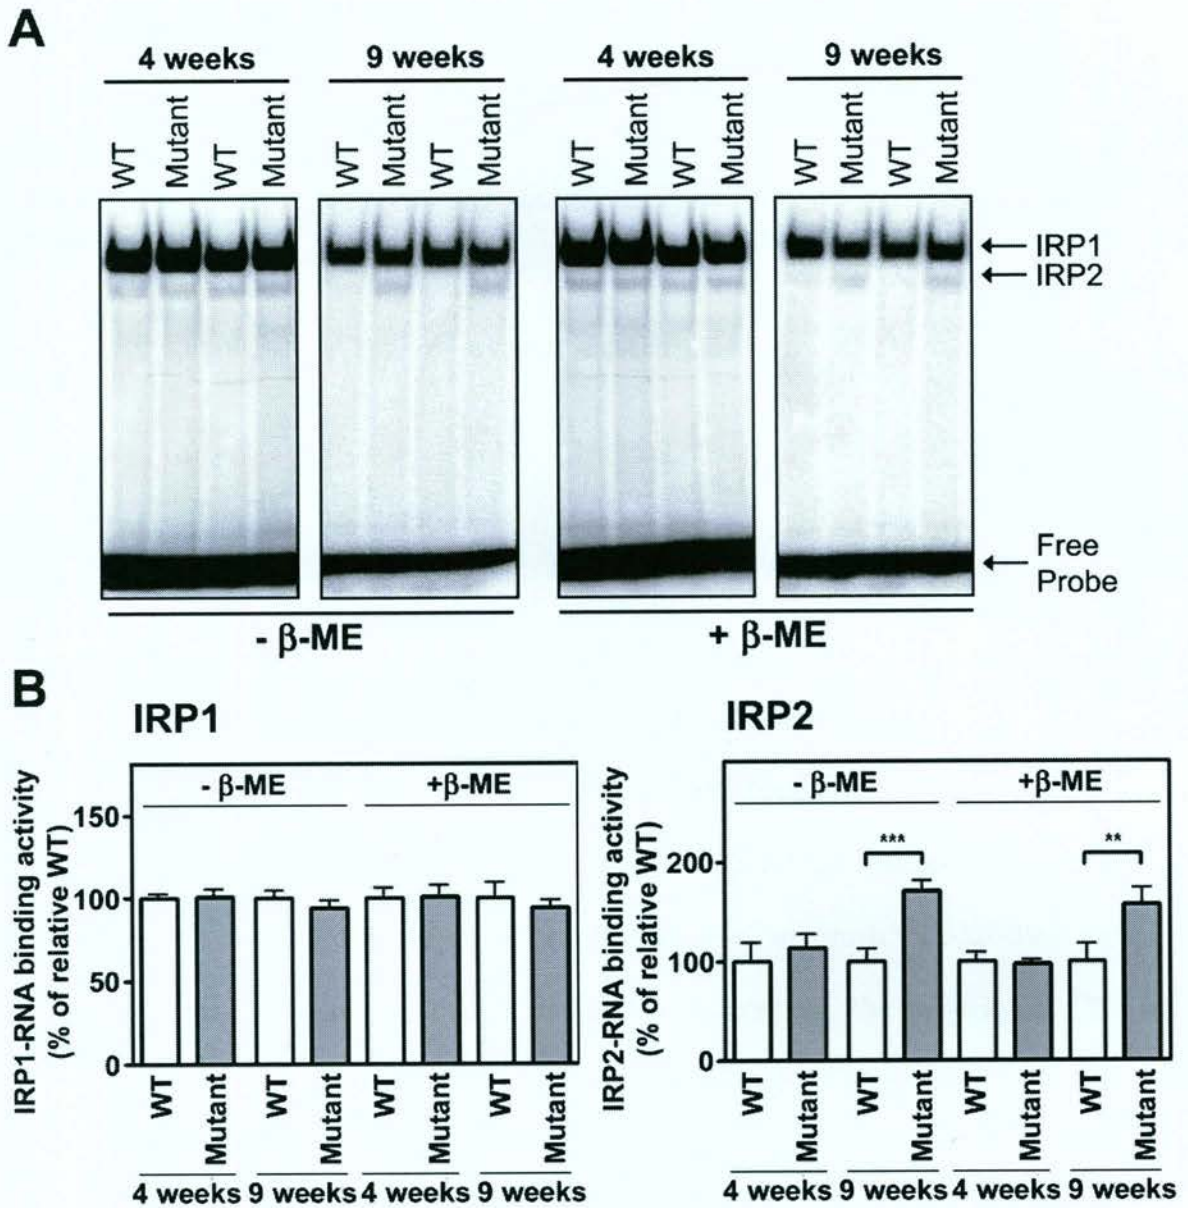 A
4 weeks 9 weeks 4 weeks 9 weeks
WT Mutant WT Mutant WT Mutant WT Mutant WT Mutant WT Mutant WT Mutant WT Mutant
IRP1
IRP2
Free
Probe
- β-ME + β-ME
B
IRP1
IRP1-RNA binding activity
(% of relative WT)
150
100
50
0
- β-ME +β-ME
WT Mutant WT Mutant WT Mutant WT Mutant
4 weeks 9 weeks 4 weeks 9 weeks
IRP2
IRP2-RNA binding activity
(% of relative WT)
200
100
0
- β-ME +β-ME
*** **
WT Mutant WT Mutant WT Mutant WT Mutant
4 weeks 9 weeks 4 weeks 9 weeks